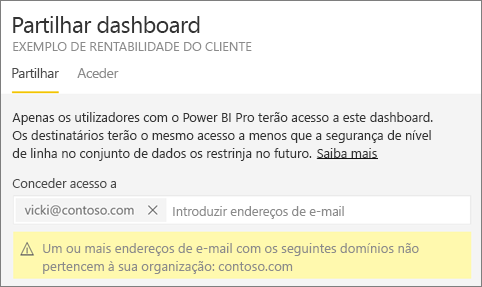 Partilhar dashboard
EXEMPLO DE RENTABILIDADE DO CLIENTE
Partilhar Aceder
Apenas os utilizadores com o Power BI Pro terão acesso a este dashboard.
Os destinatários terão o mesmo acesso a menos que a segurança de nível
de linha no conjunto de dados os restrinja no futuro. Saiba mais
Conceder acesso a
vicki@contoso.com Introduzir endereços de e-mail
Um ou mais endereços de e-mail com os seguintes domínios não
pertencem à sua organização: contoso.com